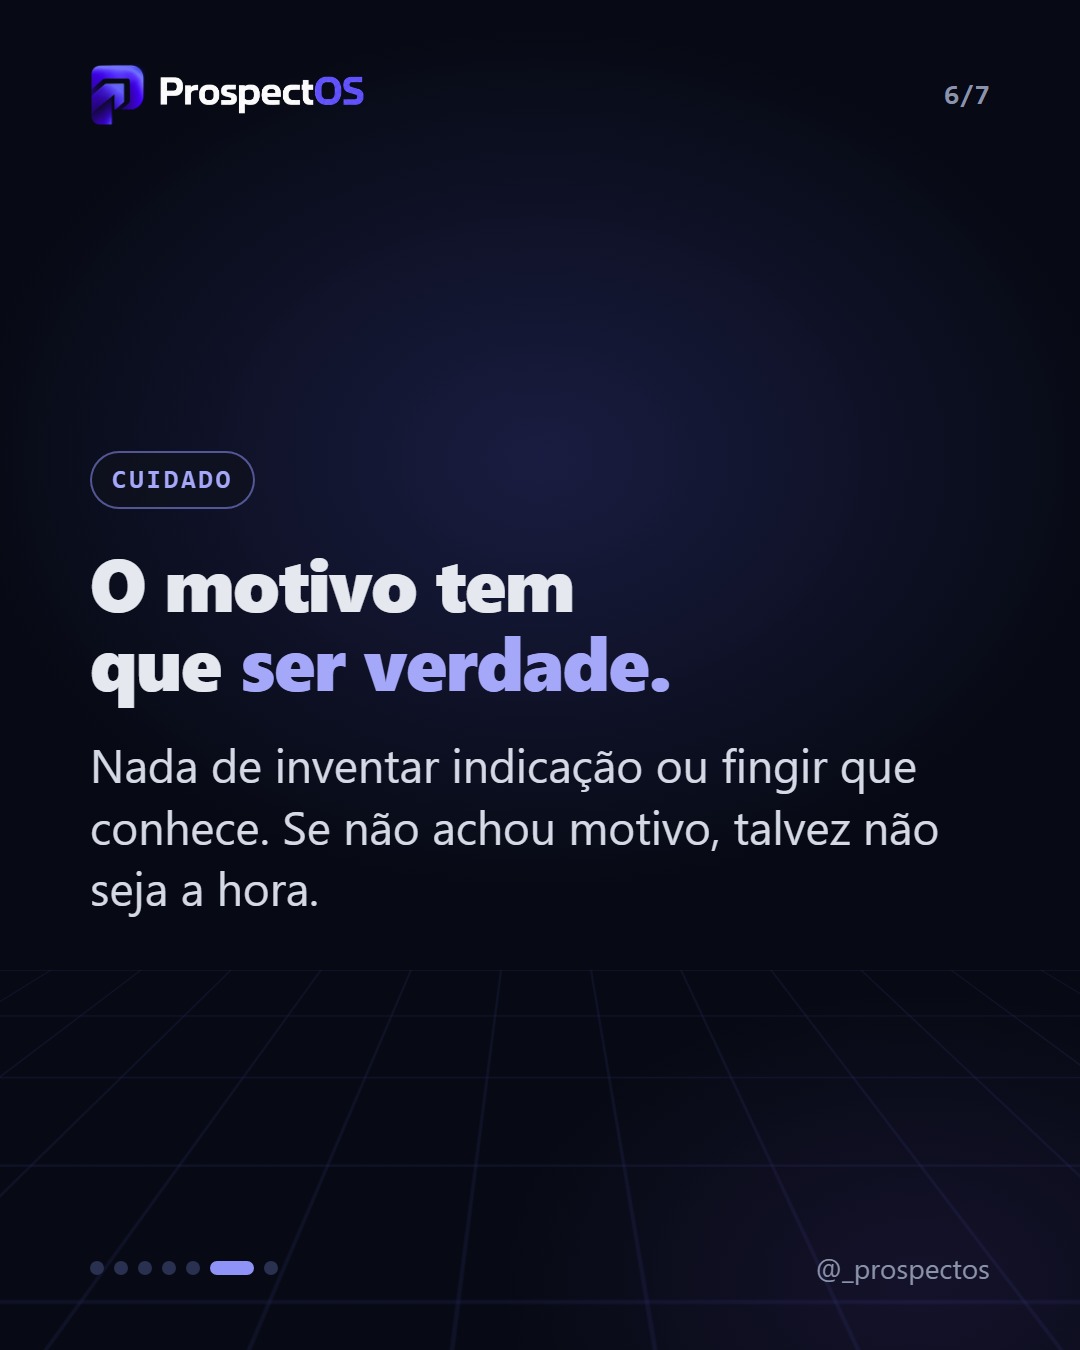 ProspectOS
6/7
CUIDADO
O motivo tem
que ser verdade.
Nada de inventar indicação ou fingir que
conhece. Se não achou motivo, talvez não
seja a hora.
@_prospectos